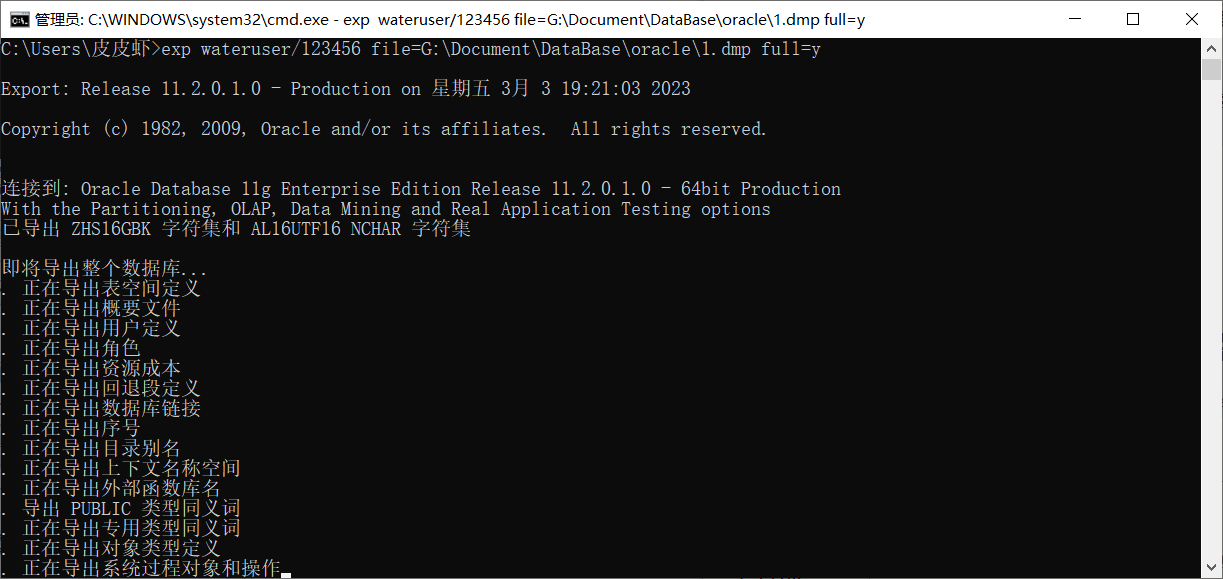 管理员: C:\WINDOWS\system32\cmd.exe - exp  wateruser/123456 file=G:\Document\DataBase\oracle\1.dmp full=y
C:\Users\皮皮虾>exp wateruser/123456 file=G:\Document\DataBase\oracle\1.dmp full=y
Export: Release 11.2.0.1.0 - Production on 星期五 3月 3 19:21:03 2023
Copyright (c) 1982, 2009, Oracle and/or its affiliates.  All rights reserved.
连接到: Oracle Database 11g Enterprise Edition Release 11.2.0.1.0 - 64bit Production
With the Partitioning, OLAP, Data Mining and Real Application Testing options
已导出 ZHS16GBK 字符集和 AL16UTF16 NCHAR 字符集
即将导出整个数据库...
. 正在导出表空间定义
. 正在导出概要文件
. 正在导出用户定义
. 正在导出角色
. 正在导出资源成本
. 正在导出回退段定义
. 正在导出数据库链接
. 正在导出序号
. 正在导出目录别名
. 正在导出上下文名称空间
. 正在导出外部函数库名
. 导出 PUBLIC 类型同义词
. 正在导出专用类型同义词
. 正在导出对象类型定义
. 正在导出系统过程对象和操作